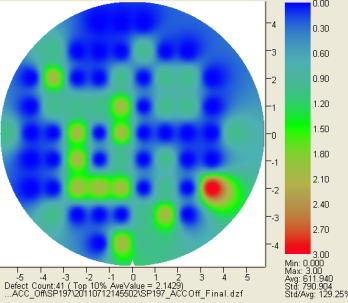 4
3
2
1
0
-1
-2
-3
-4
-5 -4 -3 -2 -1 0 1 2 3 4 5
0.00
0.30
0.60
0.90
1.20
1.50
1.80
2.10
2.40
2.70
3.00
Defect Count:41 ( Top 10% AveValue = 2.1429)
...ACC_Off\SP197\20110712145502\SP197_ACCOff_Final.dzf
Min: 0.000
Max: 3.00
Avg: 611.940
Std: 790.904
Std/Avg: 129.25%